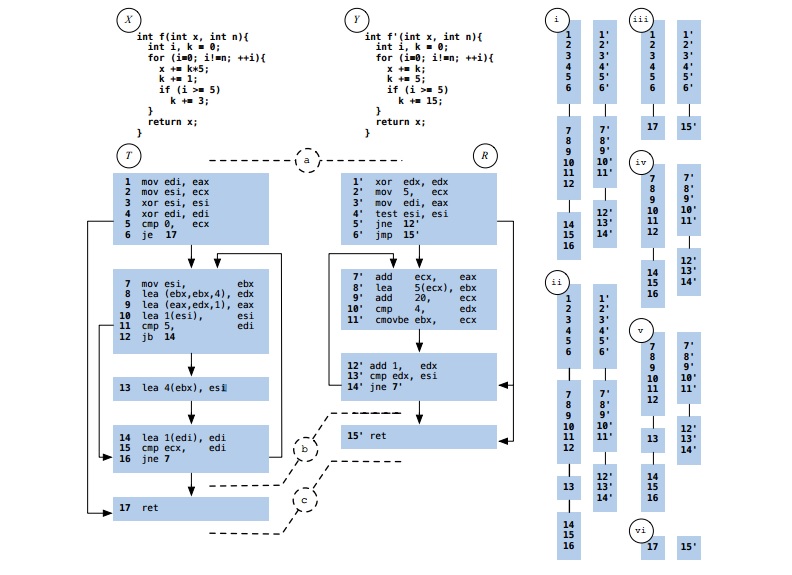 X
int f(int x, int n){
int i, k = 0;
for (i=0; i!=n; ++i){
x += k*5;
k += 1;
if (i >= 5)
k += 3;
}
return x;
}
Y
int f'(int x, int n){
int i, k = 0;
for (i=0; i!=n; ++i){
x += k;
k += 5;
if (i >= 5)
k += 15;
}
return x;
}
T
a
R
1 mov edi, eax
2 mov esi, ecx
3 xor esi, esi
4 xor edi, edi
5 cmp 0, ecx
6 je 17
7 mov esi, ebx
8 lea (ebx,ebx,4), edx
9 lea (eax,edx,1), eax
10 lea 1(esi), esi
11 cmp 5, edi
12 jb 14
13 lea 4(ebx), esi
14 lea 1(edi), edi
15 cmp ecx, edi
16 jne 7
17 ret
1' xor edx, edx
2' mov 5, ecx
3' mov edi, eax
4' test esi, esi
5' jne 12'
6' jmp 15'
7' add ecx, eax
8' lea 5(ecx), ebx
9' add 20, ecx
10' cmp 4, edx
11' cmovbe ebx, ecx
12' add 1, edx
13' cmp edx, esi
14' jne 7'
15' ret
b
c
i
1 1'
2 2'
3 3'
4 4'
5 5'
6 6'
7 7'
8 8'
9 9'
10 10'
11 11'
12
12'
14 13'
15 14'
16
ii
1 1'
2 2'
3 3'
4 4'
5 5'
6 6'
7 7'
8 8'
9 9'
10 10'
11 11'
12
12'
13 13'
14'
14
15
16
iii
1 1'
2 2'
3 3'
4 4'
5 5'
6 6'
17 15'
iv
7 7'
8 8'
9 9'
10 10'
11 11'
12
12'
14 13'
15 14'
16
v
7 7'
8 8'
9 9'
10 10'
11 11'
12
12'
13 13'
14'
14
15
16
vi
17 15'